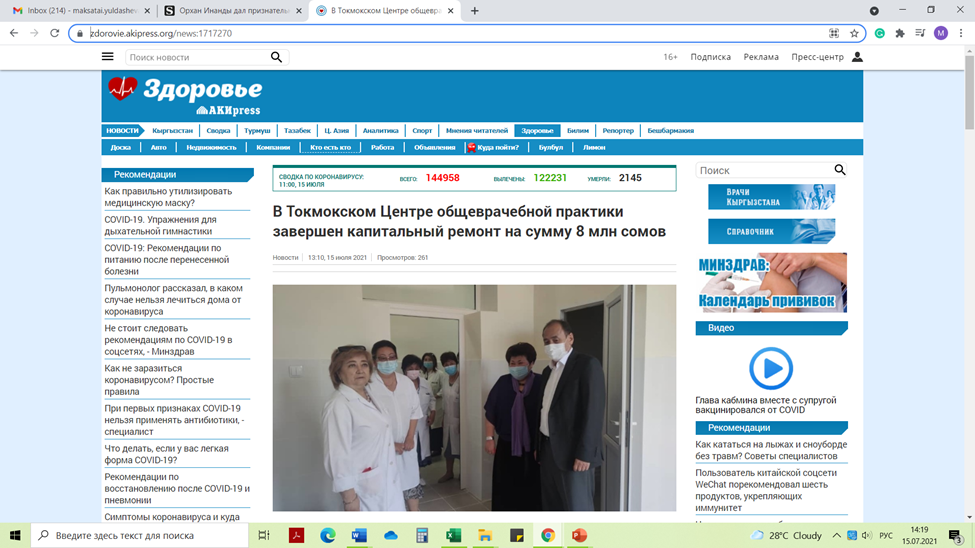 Inbox (214) - maksatai.yuldashev
Орхан Инанды дал признатель
В Токмокском Центре общевра
zdorovie.akipress.org/news:1717270
M
Поиск новости
16+ Подписка Реклама Пресс-центр
Здоровье
АКИpress
НОВОСТИ Кыргызстан Сводка Турмуш Тазабек Ц. Азия Аналитика Спорт Мнения читателей Здоровье Билим Репортер Бешбармакия
Доска Авто Недвижимость Компании Кто есть кто Работа Объявления Куда пойти? Булбул Лимон
Рекомендации
Как правильно утилизировать
медицинскую маску?
COVID-19. Упражнения для
дыхательной гимнастики
COVID-19: Рекомендации по
питанию после перенесенной
болезни
Пульмонолог рассказал, в каком
случае нельзя лечиться дома от
коронавируса
Не стоит следовать
рекомендациям по COVID-19 в
соцсетях, - Минздрав
Как не заразиться
коронавирусом? Простые
правила
При первых признаках COVID-19
нельзя применять антибиотики, -
специалист
Что делать, если у вас легкая
форма COVID-19?
Рекомендации по
восстановлению после COVID-19 и
пневмонии
Симптомы коронавируса и куда
СВОДКА ПО КОРОНАВИРУСУ:
11:00, 15 ИЮЛЯ
ВСЕГО: 144958 ВЫЛЕЧЕНЫ: 122231 УМЕРЛИ: 2145
В Токмокском Центре общеврачебной практики
завершен капитальный ремонт на сумму 8 млн сомов
Новости 13:10, 15 июля 2021 Просмотров: 261
Поиск
ВРАЧИ
КЫРГЫЗСТАНА
СПРАВОЧНИК
МИНЗДРАВ:
Календарь прививок
Видео
Глава кабмина вместе с супругой
вакцинировался от COVID
Рекомендации
Как кататься на лыжах и сноуборде
без травм? Советы специалистов
Пользователь китайской соцсети
WeChat порекомендовал шесть
продуктов, укрепляющих
иммунитет
Введите здесь текст для поиска
28°C Cloudy
РУС
14:19
15.07.2021
3